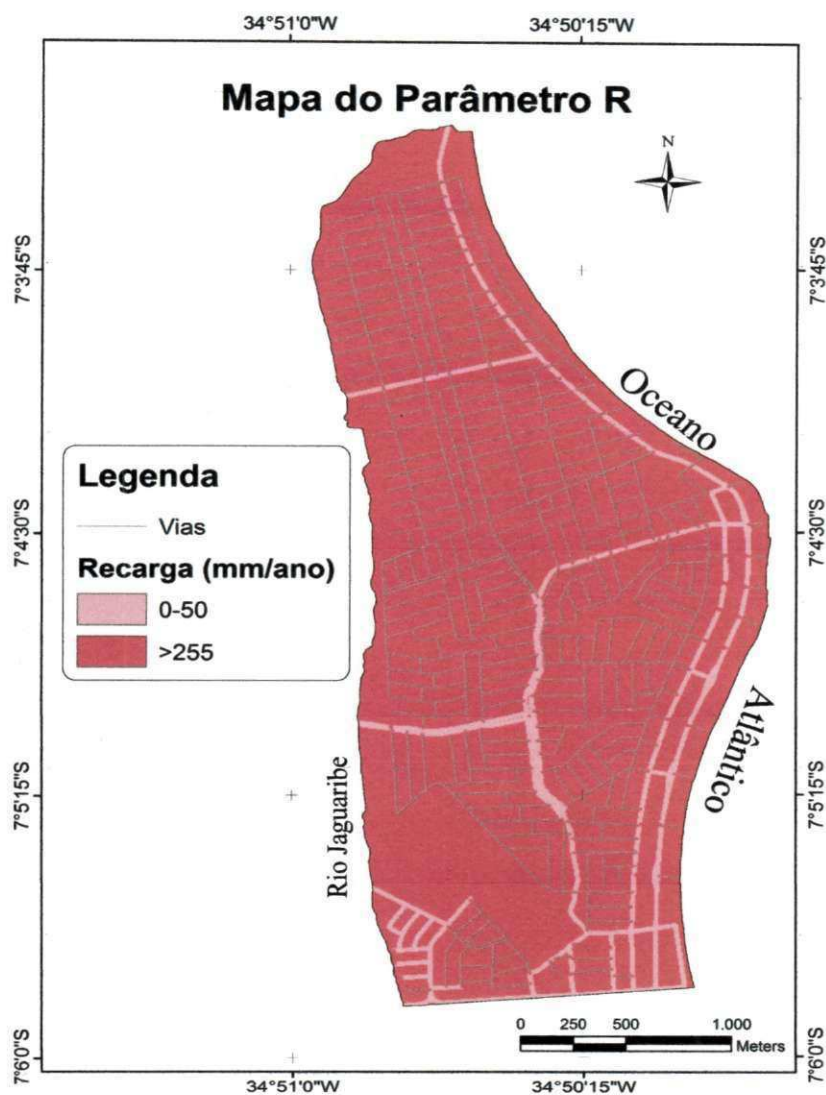 34°51'0"W 34°50'15"W
Mapa do Parâmetro R
N
7°3'45"S 7°3'45"S
Oceano
Legenda
Vias
Recarga (mm/ano)
0-50
>255
7°4'30"S 7°4'30"S
Atlântico
Rio Jaguaribe
7°5'15"S 7°5'15"S
0 250 500 1.000
Meters
7°6'0"S 7°6'0"S
34°51'0"W 34°50'15"W